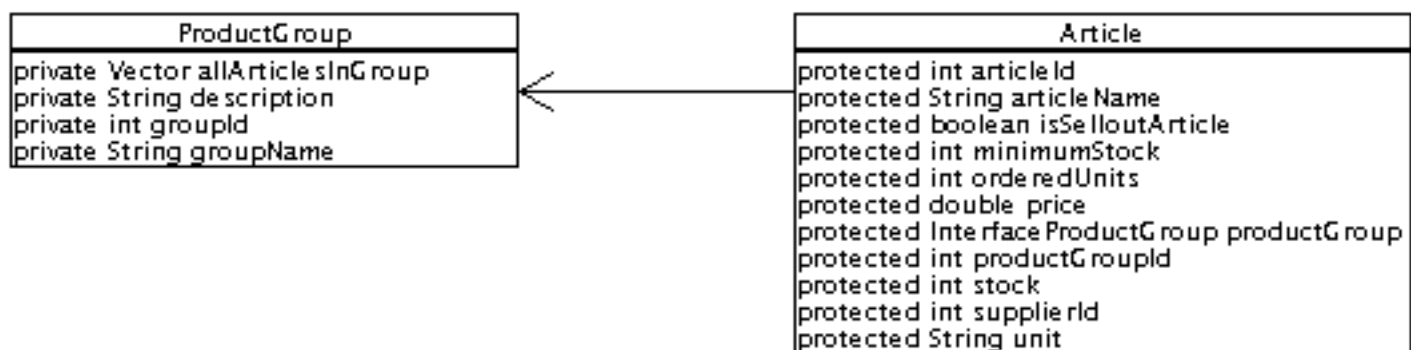 ProductGroup
private Vector allArticlesInGroup
private String description
private int groupId
private String groupName
Article
protected int articleId
protected String articleName
protected boolean isSelloutArticle
protected int minimumStock
protected int orderedUnits
protected double price
protected InterfaceProductGroup productGroup
protected int productGroupId
protected int stock
protected int supplierId
protected String unit